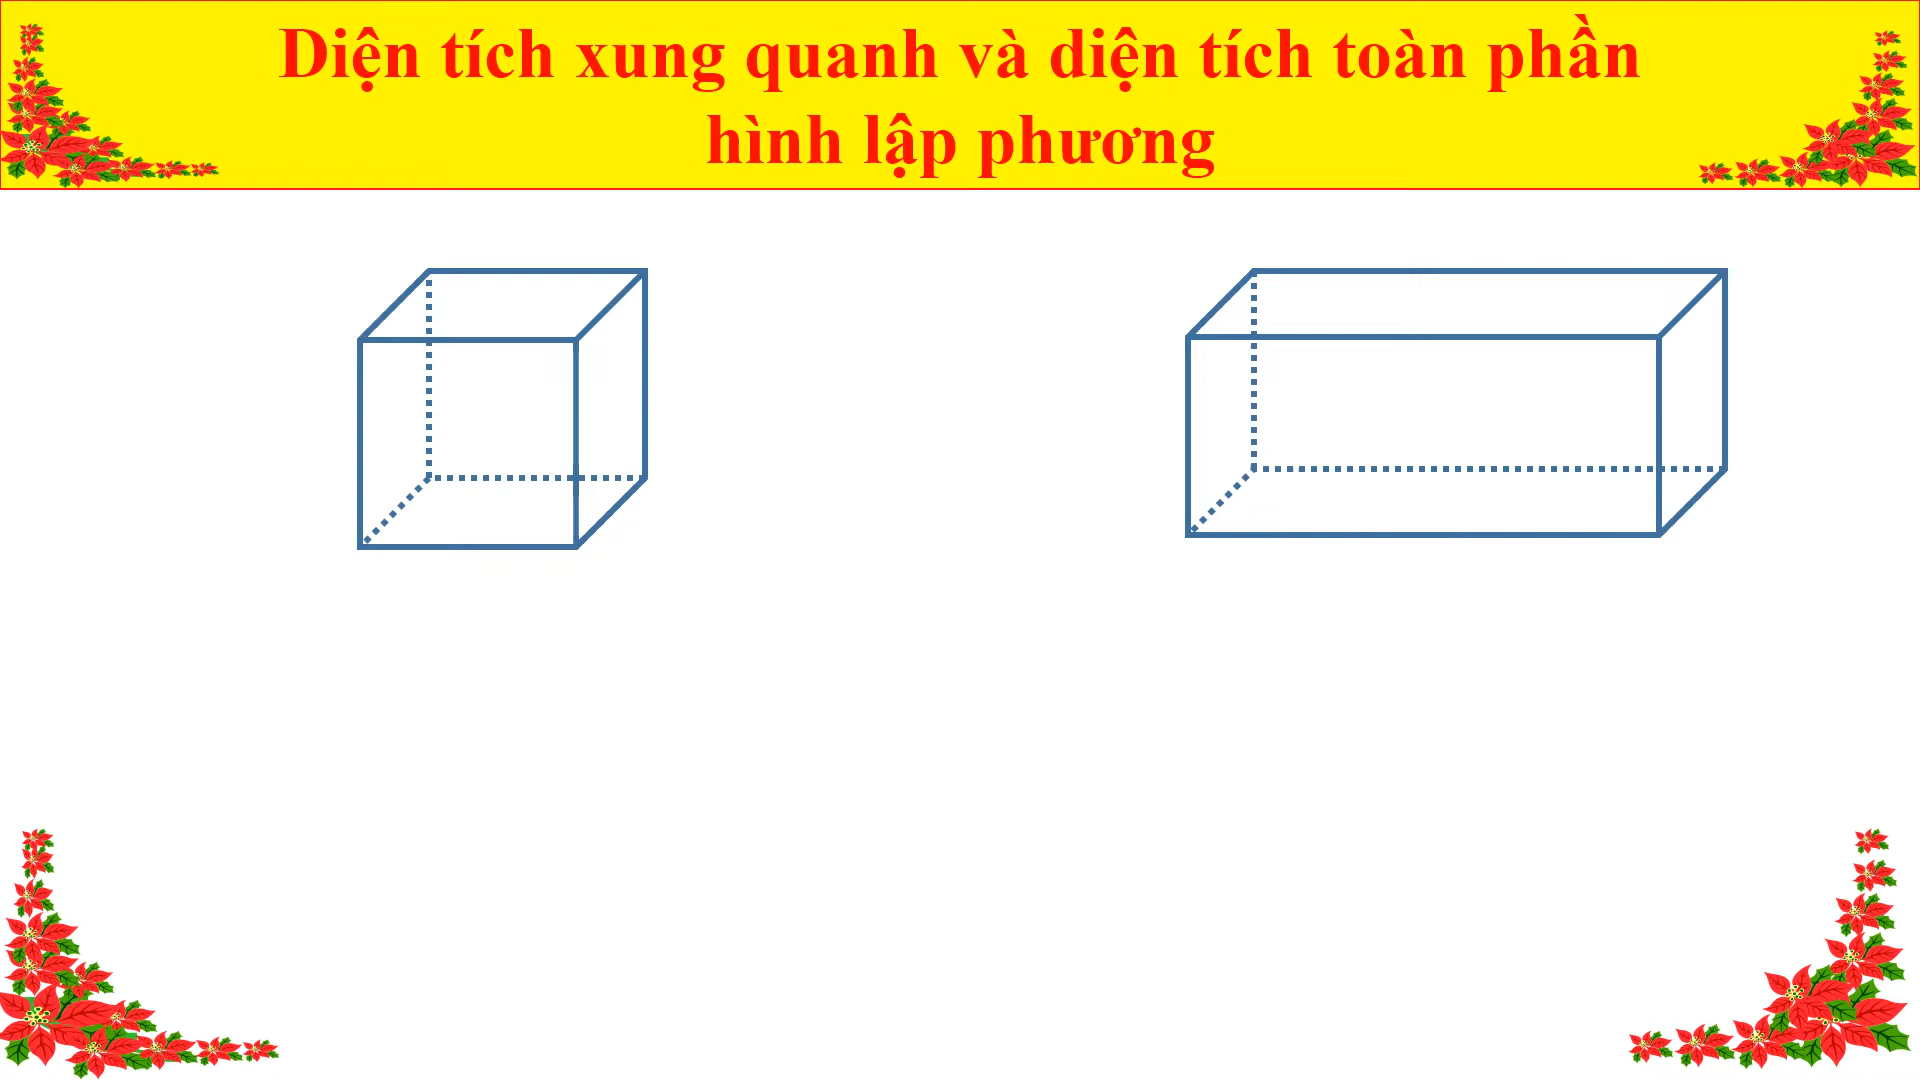 Diện tích xung quanh và diện tích toàn phần
hình lập phương